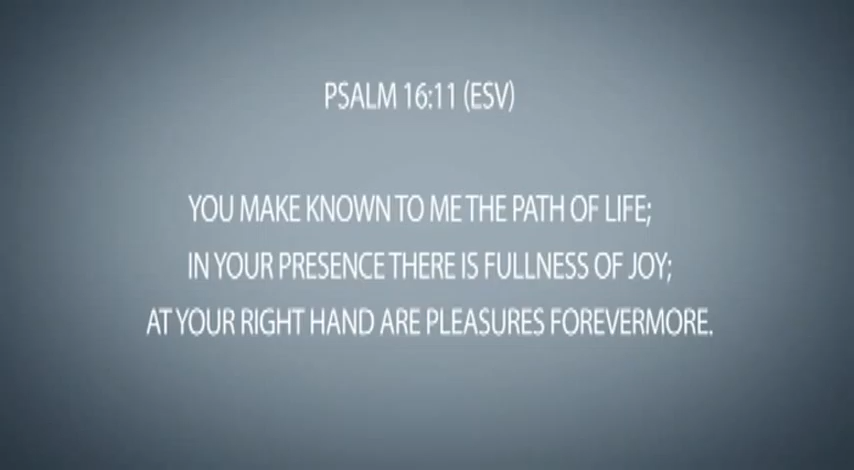 PSALM 16:11 (ESV)
YOU MAKE KNOWN TO ME THE PATH OF LIFE;
IN YOUR PRESENCE THERE IS FULLNESS OF JOY;
AT YOUR RIGHT HAND ARE PLEASURES FOREVERMORE.